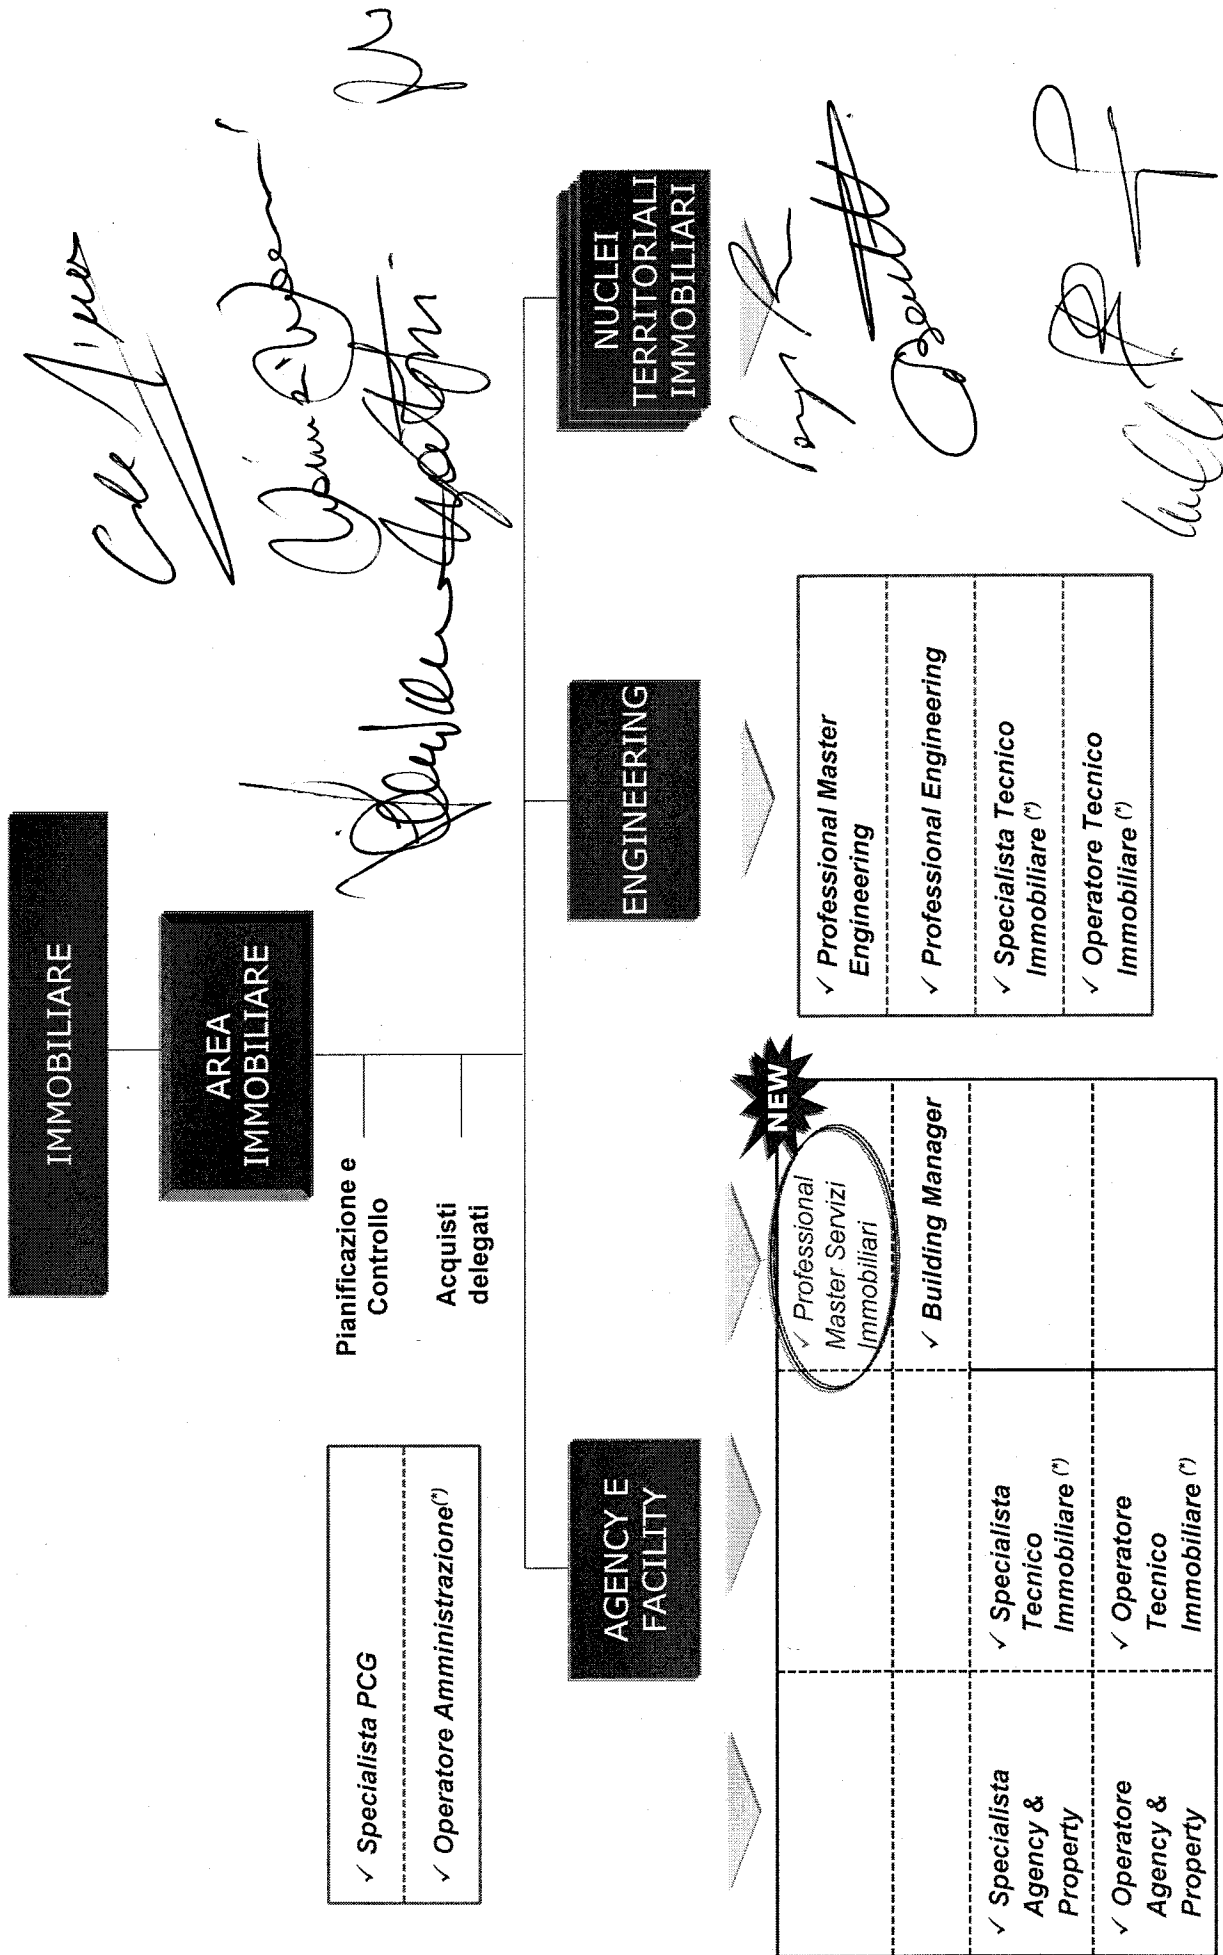 IMMOBILIARE
AREA
IMMOBILIARE
Pianificazione e
Controllo
Acquisti
delegati
✓ Specialista PCG
✓ Operatore Amministrazione(*)
AGENCY E
FACILITY
ENGINEERING
NUCLEI
TERRITORIALI
IMMOBILIARI
NEW
✓ Professional
Master Servizi
Immobiliari
✓ Building Manager
✓ Specialista
Agency &
Property
✓ Specialista
Tecnico
Immobiliare (*)
✓ Operatore
Agency &
Property
✓ Operatore
Tecnico
Immobiliare (*)
✓ Professional Master
Engineering
✓ Professional Engineering
✓ Specialista Tecnico
Immobiliare (*)
✓ Operatore Tecnico
Immobiliare (*)